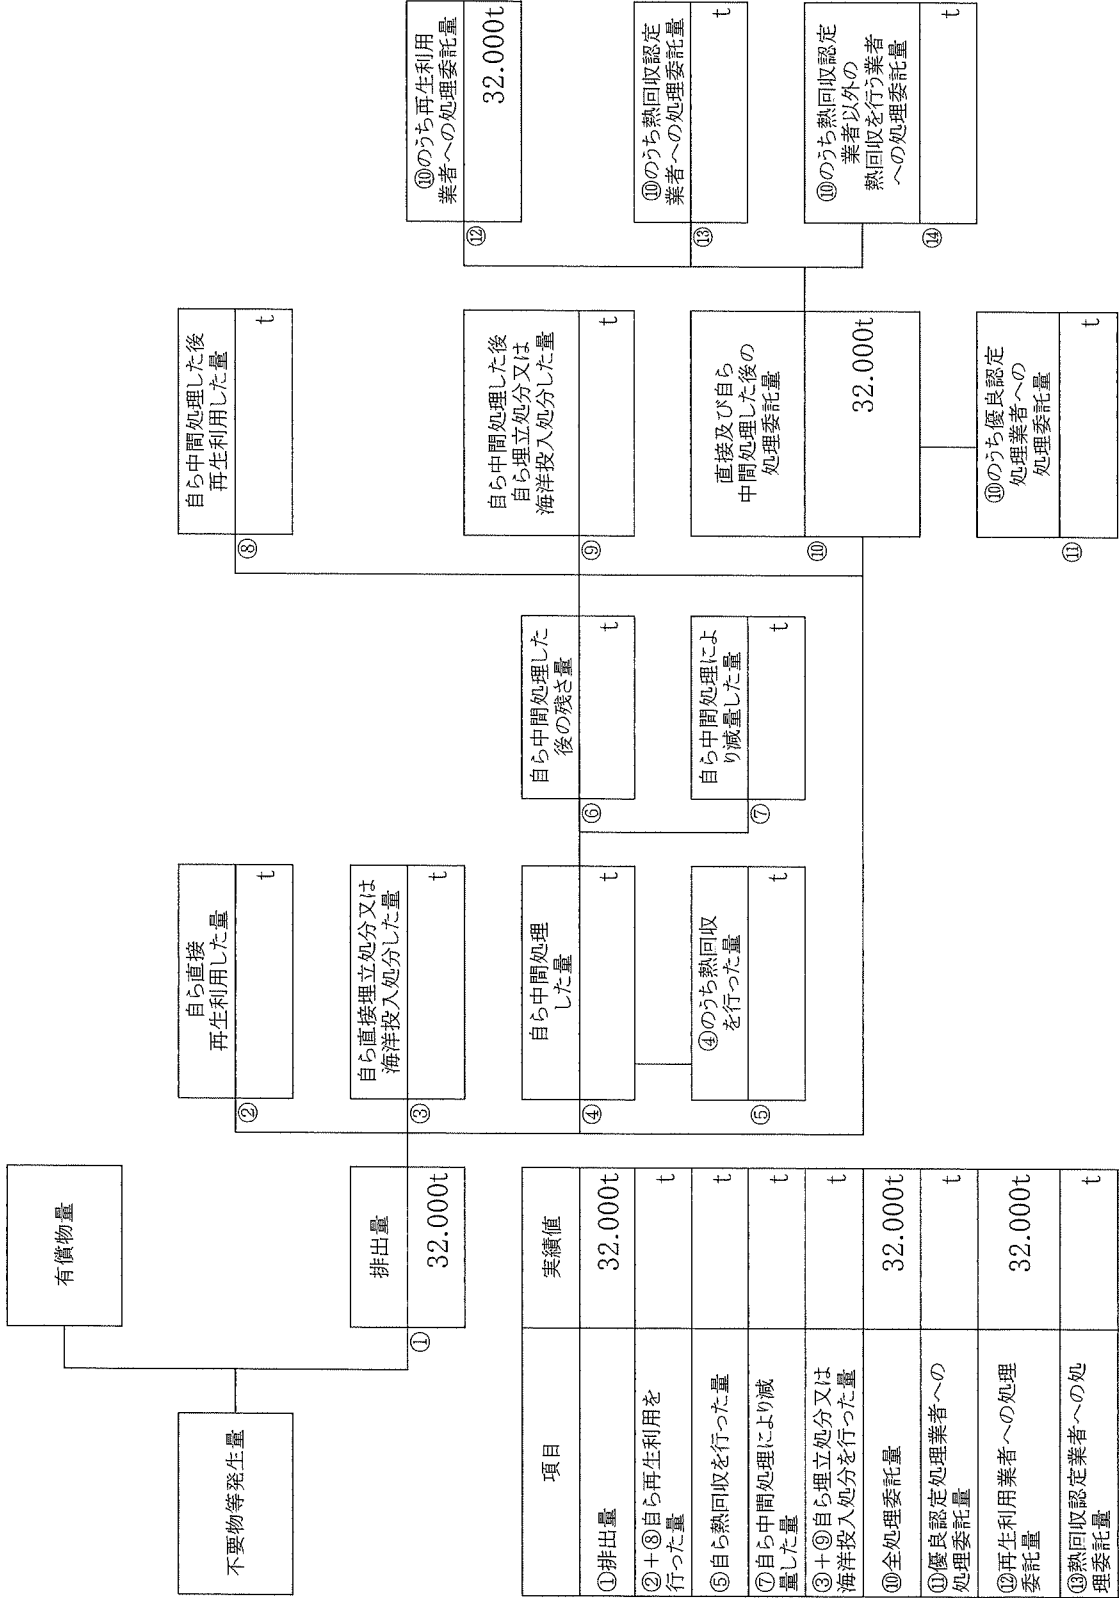 不要物等発生量
有償物量
排出量
①
32.000t
自ら直接
再生利用した量
②
t
自ら直接埋立処分又は
海洋投入処分した量
③
t
自ら中間処理
した量
④
t
④のうち熱回収
を行った量
⑤
t
自ら中間処理した
後の残さ量
⑥
t
自ら中間処理によ
り減量した量
⑦
t
自ら中間処理した後
再生利用した量
⑧
t
自ら中間処理した後
自ら埋立処分又は
海洋投入処分した量
⑨
t
直接及び自ら
中間処理した後の
処理委託量
⑩
32.000t
⑩のうち優良認定
処理業者への
処理委託量
⑪
t
⑩のうち再生利用
業者への処理委託量
⑫
32.000t
⑩のうち熱回収認定
業者への処理委託量
⑬
t
⑩のうち熱回収認定
業者以外の
熱回収を行う業者
への処理委託量
⑭
t
項目
実績値
①排出量
32.000t
②+⑧自ら再生利用を
行った量
t
⑤自ら熱回収を行った量
t
⑦自ら中間処理により減
量した量
t
③+⑨自ら埋立処分又は
海洋投入処分を行った量
t
⑩全処理委託量
32.000t
⑪優良認定処理業者への
処理委託量
t
⑫再生利用業者への処理
委託量
32.000t
⑬熱回収認定業者への処
理委託量
t